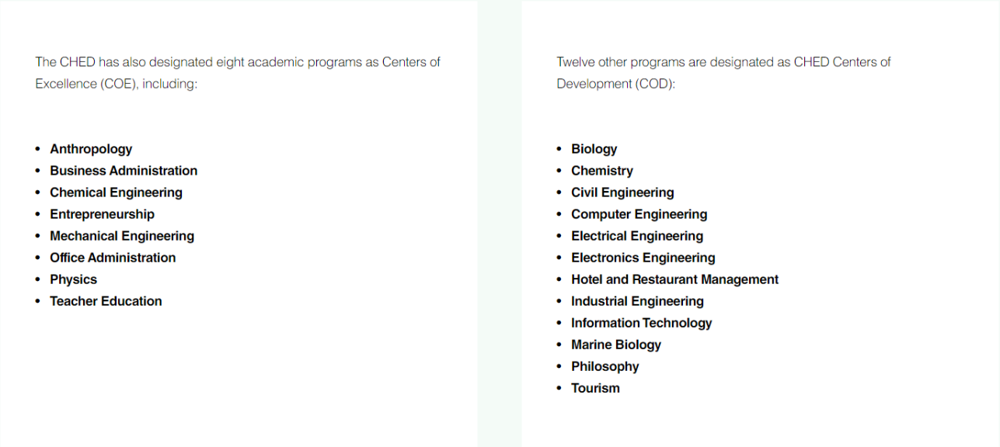 The CHED has also designated eight academic programs as Centers of
Excellence (COE), including:
• Anthropology
• Business Administration
• Chemical Engineering
• Entrepreneurship
• Mechanical Engineering
• Office Administration
• Physics
• Teacher Education
Twelve other programs are designated as CHED Centers of
Development (COD):
• Biology
• Chemistry
• Civil Engineering
• Computer Engineering
• Electrical Engineering
• Electronics Engineering
• Hotel and Restaurant Management
• Industrial Engineering
• Information Technology
• Marine Biology
• Philosophy
• Tourism